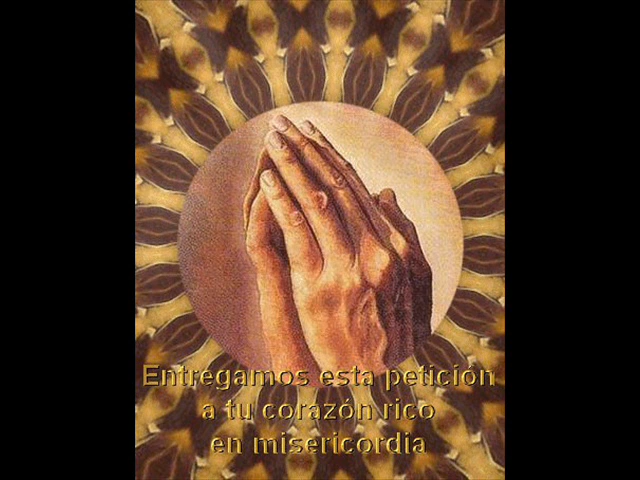 Entregamos esta petición
a tu corazón rico
en misericordia